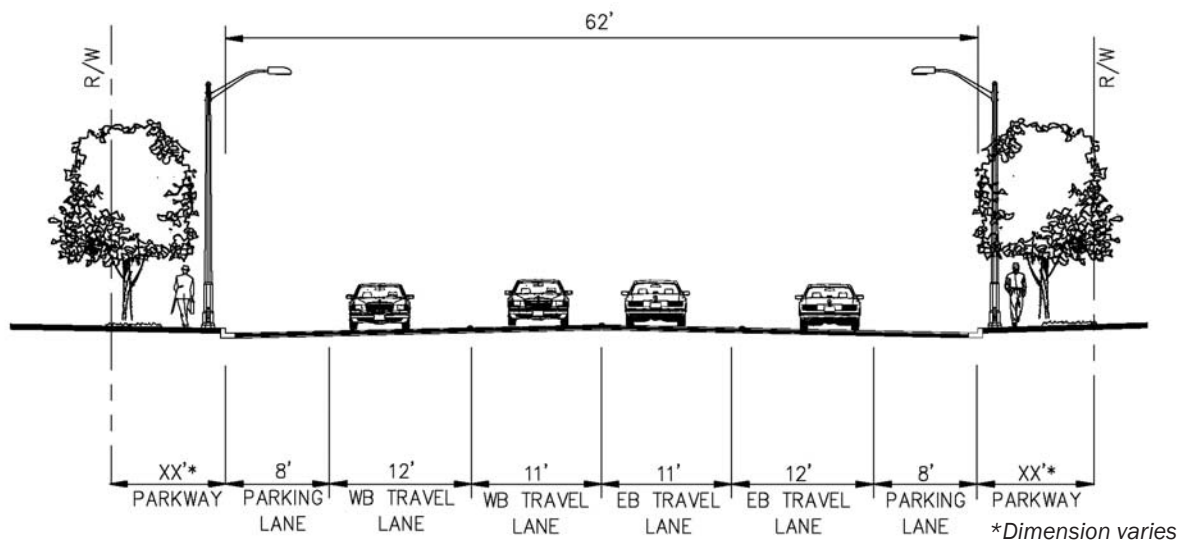 62'
R/W
R/W
XX'*
PARKWAY
8'
PARKING
LANE
12'
WB TRAVEL
LANE
11'
WB TRAVEL
LANE
11'
EB TRAVEL
LANE
12'
EB TRAVEL
LANE
8'
PARKING
LANE
XX'*
PARKWAY
*Dimension varies